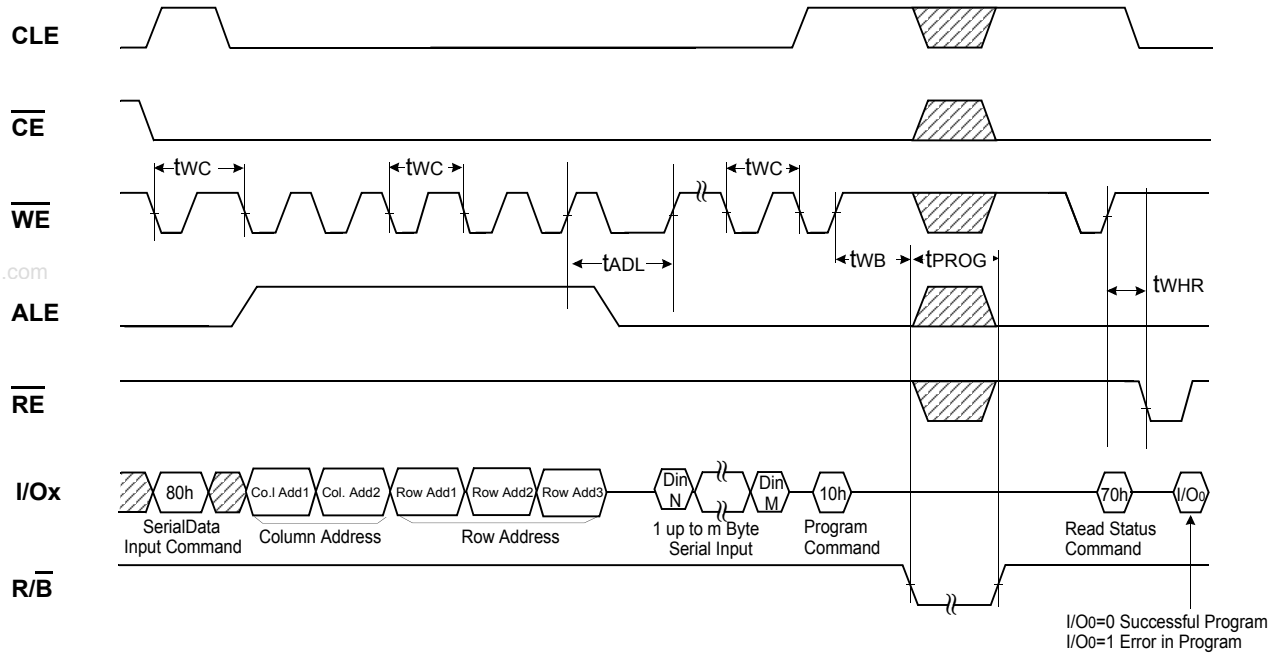 CLE
CE
tWC
tWC
tWC
WE
tADL
tWB
tPROG
tWHR
.com
ALE
RE
I/Ox
80h
Co.l Add1
Col. Add2
Row Add1
Row Add2
Row Add3
Din
N
Din
M
10h
70h
I/O0
SerialData
Input Command
Column Address
Row Address
1 up to m Byte
Serial Input
Program
Command
Read Status
Command
R/B
I/O0=0 Successful Program
I/O0=1 Error in Program